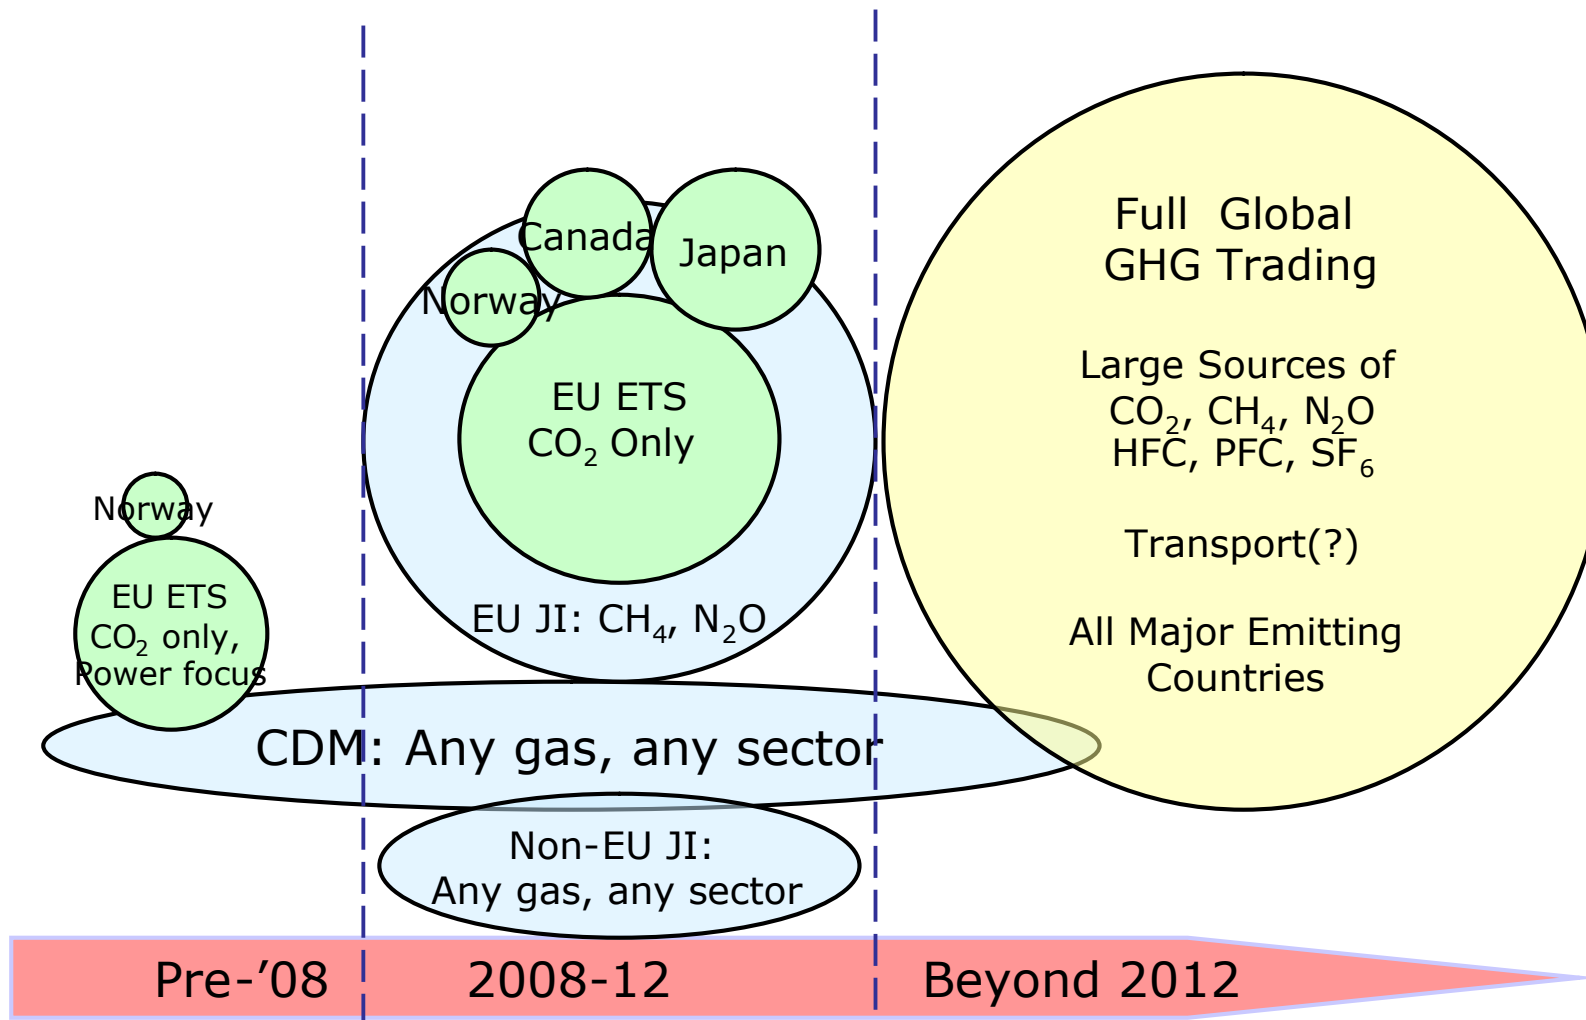 Norway
EU ETS
CO₂ only,
Power focus
Canada
Japan
Norway
EU ETS
CO₂ Only
EU JI: CH₄, N₂O
CDM: Any gas, any sector
Non-EU JI:
Any gas, any sector
Full Global
GHG Trading
Large Sources of
CO₂, CH₄, N₂O
HFC, PFC, SF₆
Transport(?)
All Major Emitting
Countries
Pre-’08
2008-12
Beyond 2012